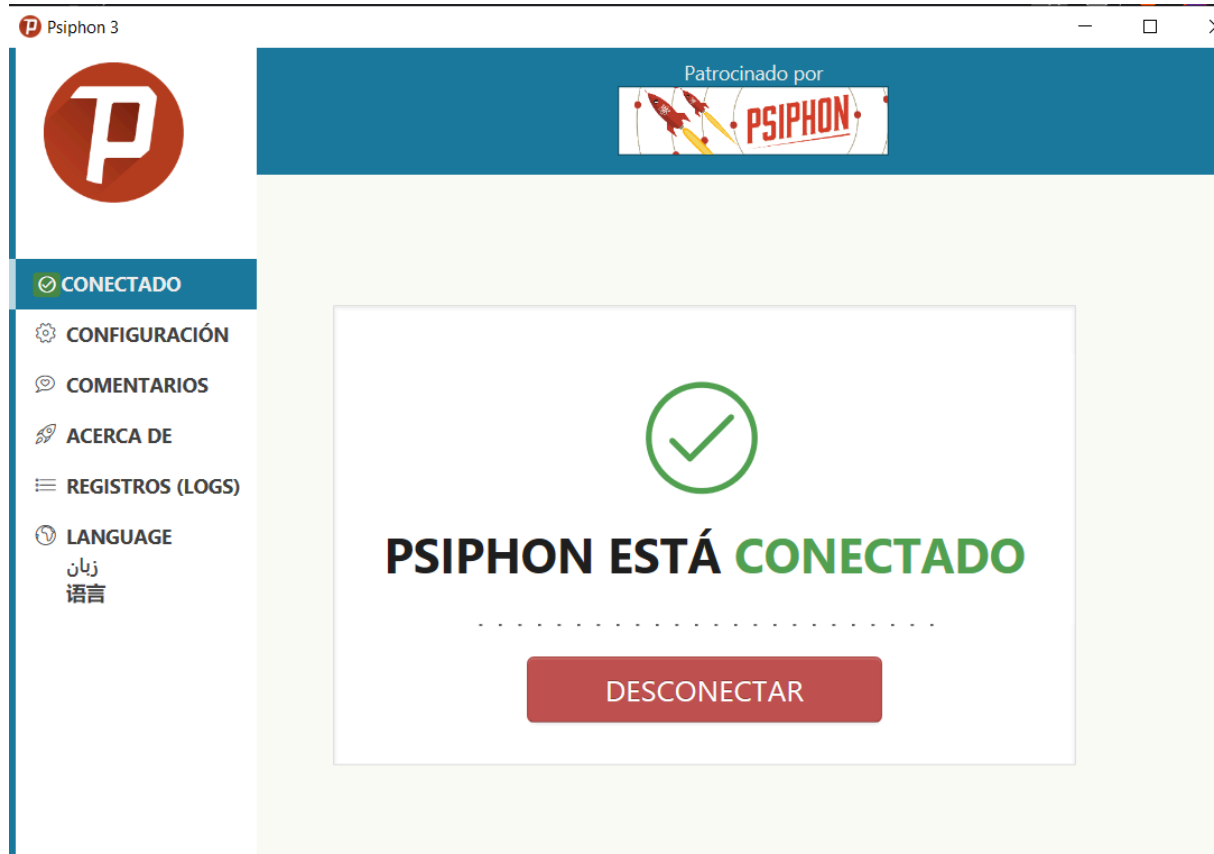 Psiphon 3
Patrocinado por
PSIPHON
CONECTADO
CONFIGURACIÓN
COMENTARIOS
ACERCA DE
REGISTROS (LOGS)
LANGUAGE
زبان
语言
PSIPHON ESTÁ CONECTADO
DESCONECTAR